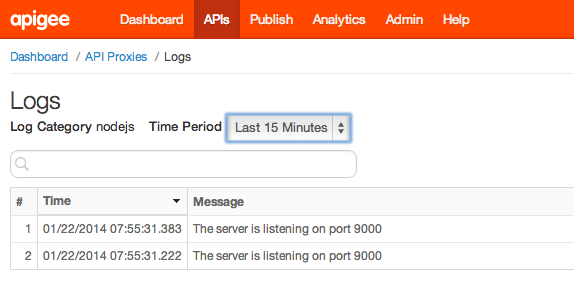 apigee Dashboard APIs Publish Analytics Admin Help
Dashboard / API Proxies / Logs
Logs
Log Category nodejs Time Period Last 15 Minutes
# Time Message
1 01/22/2014 07:55:31.383 The server is listening on port 9000
2 01/22/2014 07:55:31.222 The server is listening on port 9000